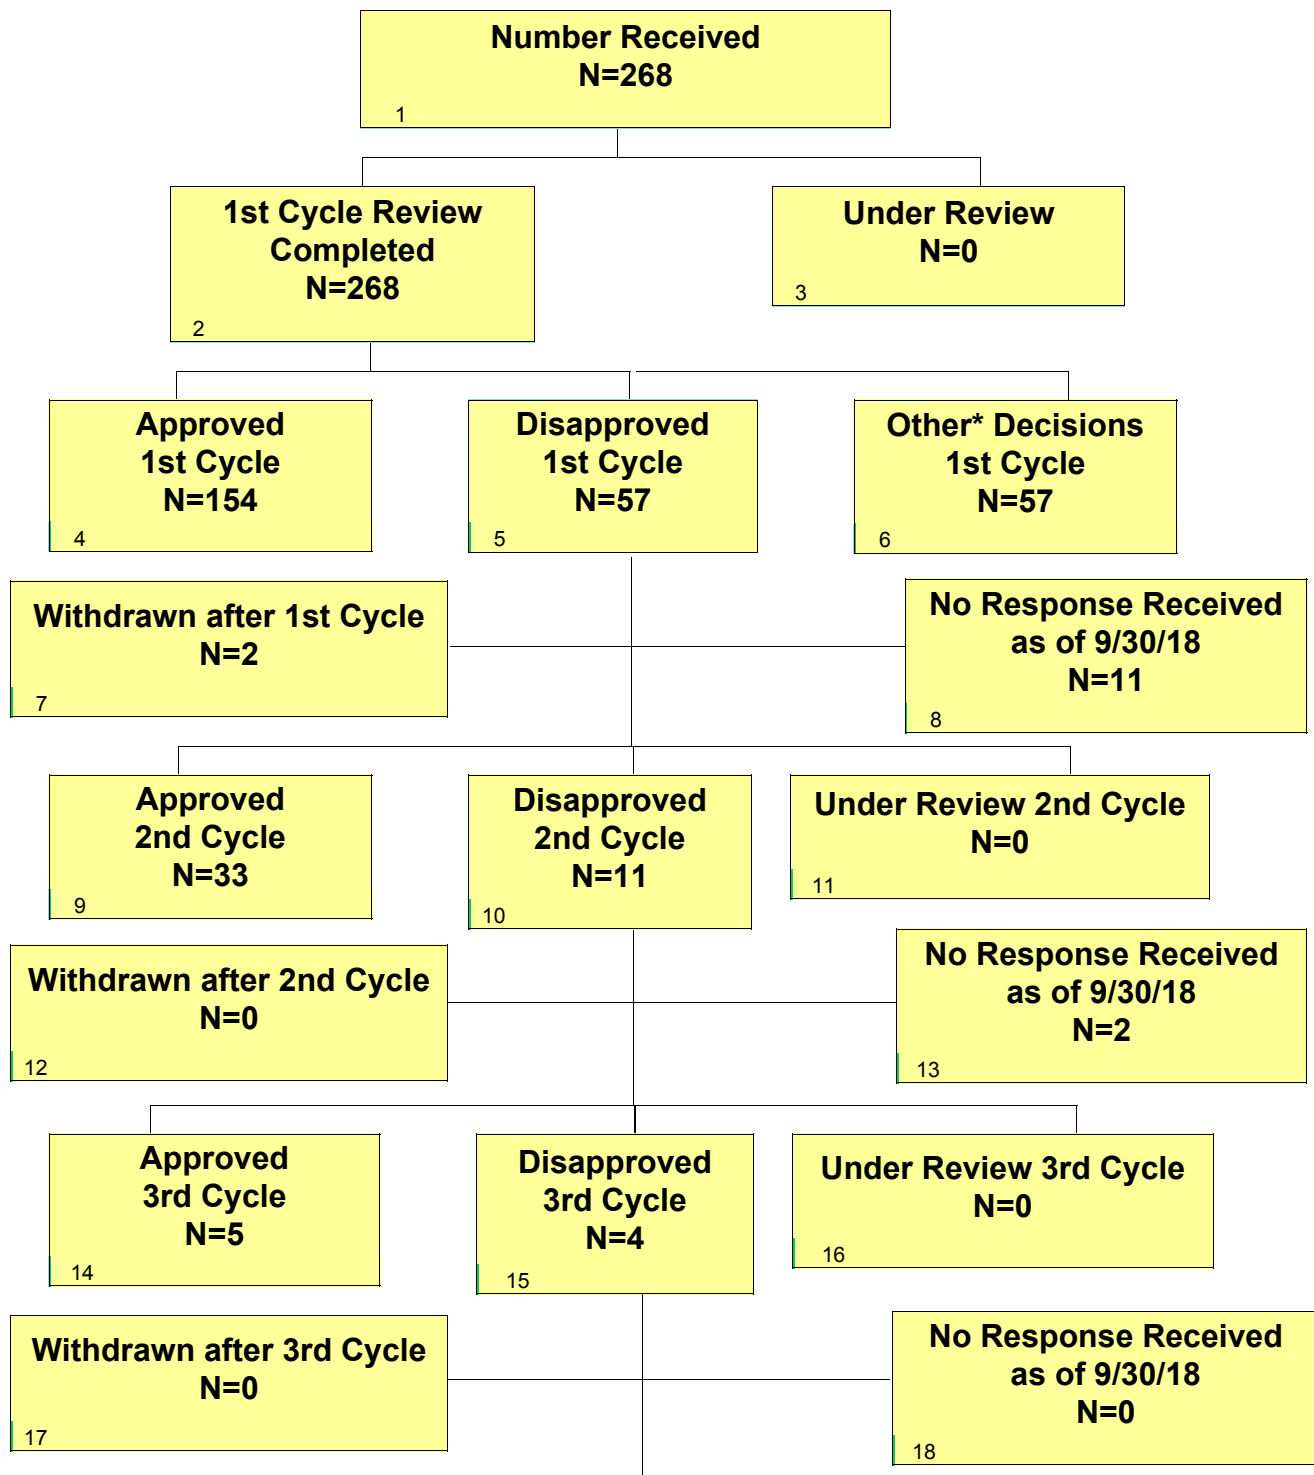 Number Received
N=268
1
1st Cycle Review
Completed
N=268
2
Under Review
N=0
3
Approved
1st Cycle
N=154
4
Disapproved
1st Cycle
N=57
5
Other* Decisions
1st Cycle
N=57
6
Withdrawn after 1st Cycle
N=2
7
No Response Received
as of 9/30/18
N=11
8
Approved
2nd Cycle
N=33
9
Disapproved
2nd Cycle
N=11
10
Under Review 2nd Cycle
N=0
11
Withdrawn after 2nd Cycle
N=0
12
No Response Received
as of 9/30/18
N=2
13
Approved
3rd Cycle
N=5
14
Disapproved
3rd Cycle
N=4
15
Under Review 3rd Cycle
N=0
16
Withdrawn after 3rd Cycle
N=0
17
No Response Received
as of 9/30/18
N=0
18